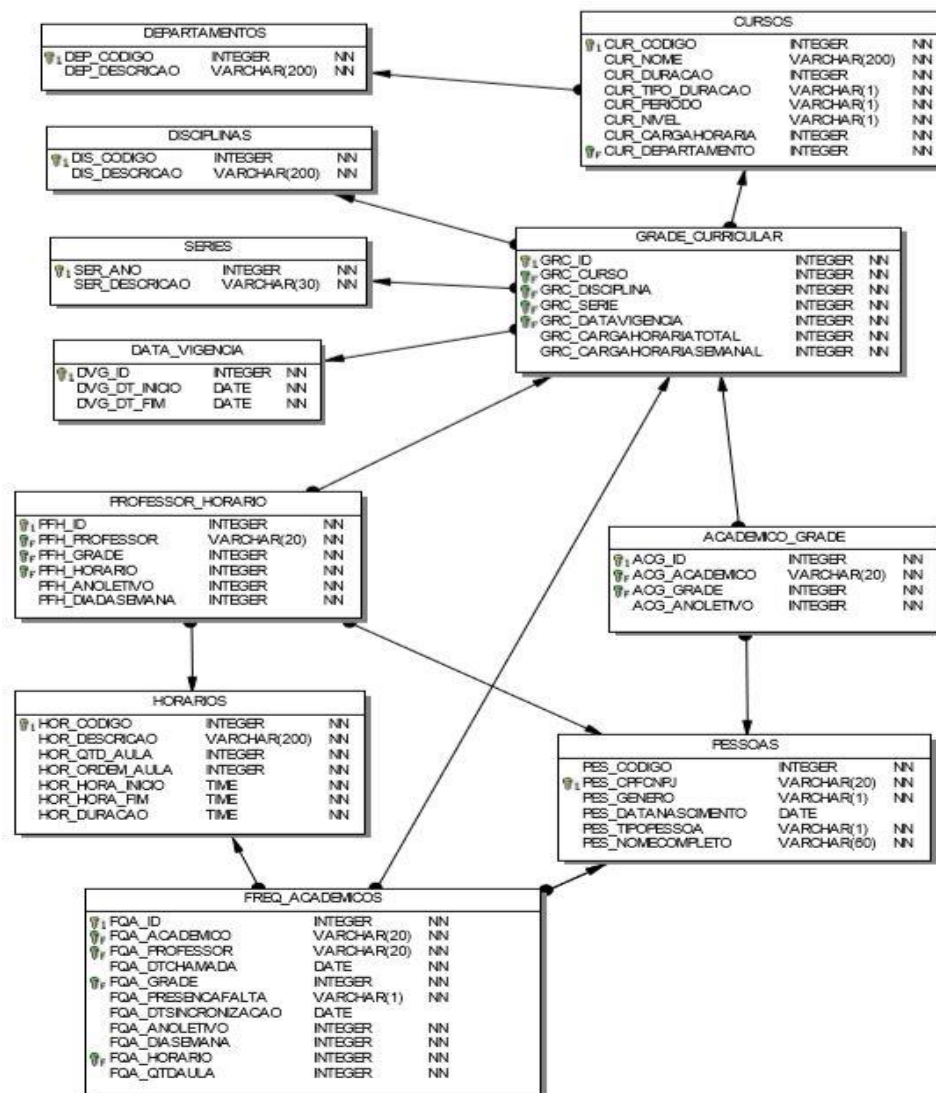 DEPARTAMENTOS
DEP_CODIGO INTEGER NN
DEP_DESCRICAO VARCHAR(200) NN
CURSOS
CUR_CODIGO INTEGER NN
CUR_NOME VARCHAR(200) NN
CUR_DURACAO INTEGER NN
CUR_TIPO_DURACAO VARCHAR(1) NN
CUR_PERIODO VARCHAR(1) NN
CUR_NIVEL VARCHAR(1) NN
CUR_CARGAHORARIA INTEGER NN
CUR_DEPARTAMENTO INTEGER NN
DISCIPLINAS
DIS_CODIGO INTEGER NN
DIS_DESCRICAO VARCHAR(200) NN
SERIES
SER_ANO INTEGER NN
SER_DESCRICAO VARCHAR(30) NN
GRADE_CURRICULAR
GRC_ID INTEGER NN
GRC_CURSO INTEGER NN
GRC_DISCIPLINA INTEGER NN
GRC_SERIE INTEGER NN
GRC_DATAVIGENCIA INTEGER NN
GRC_CARGAHORARIATOTAL INTEGER NN
GRC_CARGAHORARIASEMANAL INTEGER NN
DATA_VIGENCIA
DVG_ID INTEGER NN
DVG_DT_INICIO DATE NN
DVG_DT_FIM DATE NN
PROFESSOR_HORARIO
PFH_ID INTEGER NN
PFH_PROFESSOR VARCHAR(20) NN
PFH_GRADE INTEGER NN
PFH_HORARIO INTEGER NN
PFH_ANOLETIVO INTEGER NN
PFH_DIADASEMANA INTEGER NN
ACADEMICO_GRADE
ACG_ID INTEGER NN
ACG_ACADEMICO VARCHAR(20) NN
ACG_GRADE INTEGER NN
ACG_ANOLETIVO INTEGER NN
HORARIOS
HOR_CODIGO INTEGER NN
HOR_DESCRICAO VARCHAR(200) NN
HOR_QTD_AULA INTEGER NN
HOR_ORDEM_AULA INTEGER NN
HOR_HORA_INICIO TIME NN
HOR_HORA_FIM TIME NN
HOR_DURACAO TIME NN
PESSOAS
PES_CODIGO INTEGER NN
PES_CPFCNPJ VARCHAR(20) NN
PES_GENERO VARCHAR(1) NN
PES_DATANASCIMENTO DATE
PES_TIPOPESSOA VARCHAR(1) NN
PES_NOMECOMPLETO VARCHAR(60) NN
FREQ_ACADEMICOS
FQA_ID INTEGER NN
FQA_ACADEMICO VARCHAR(20) NN
FQA_PROFESSOR VARCHAR(20) NN
FQA_DTCHAMADA DATE NN
FQA_GRADE INTEGER NN
FQA_PRESENCAFALTA VARCHAR(1) NN
FQA_DTSINCRONIZACAO DATE
FQA_ANOLETIVO INTEGER NN
FQA_DIASEMANA INTEGER NN
FQA_HORARIO INTEGER NN
FQA_QTDAULA INTEGER NN